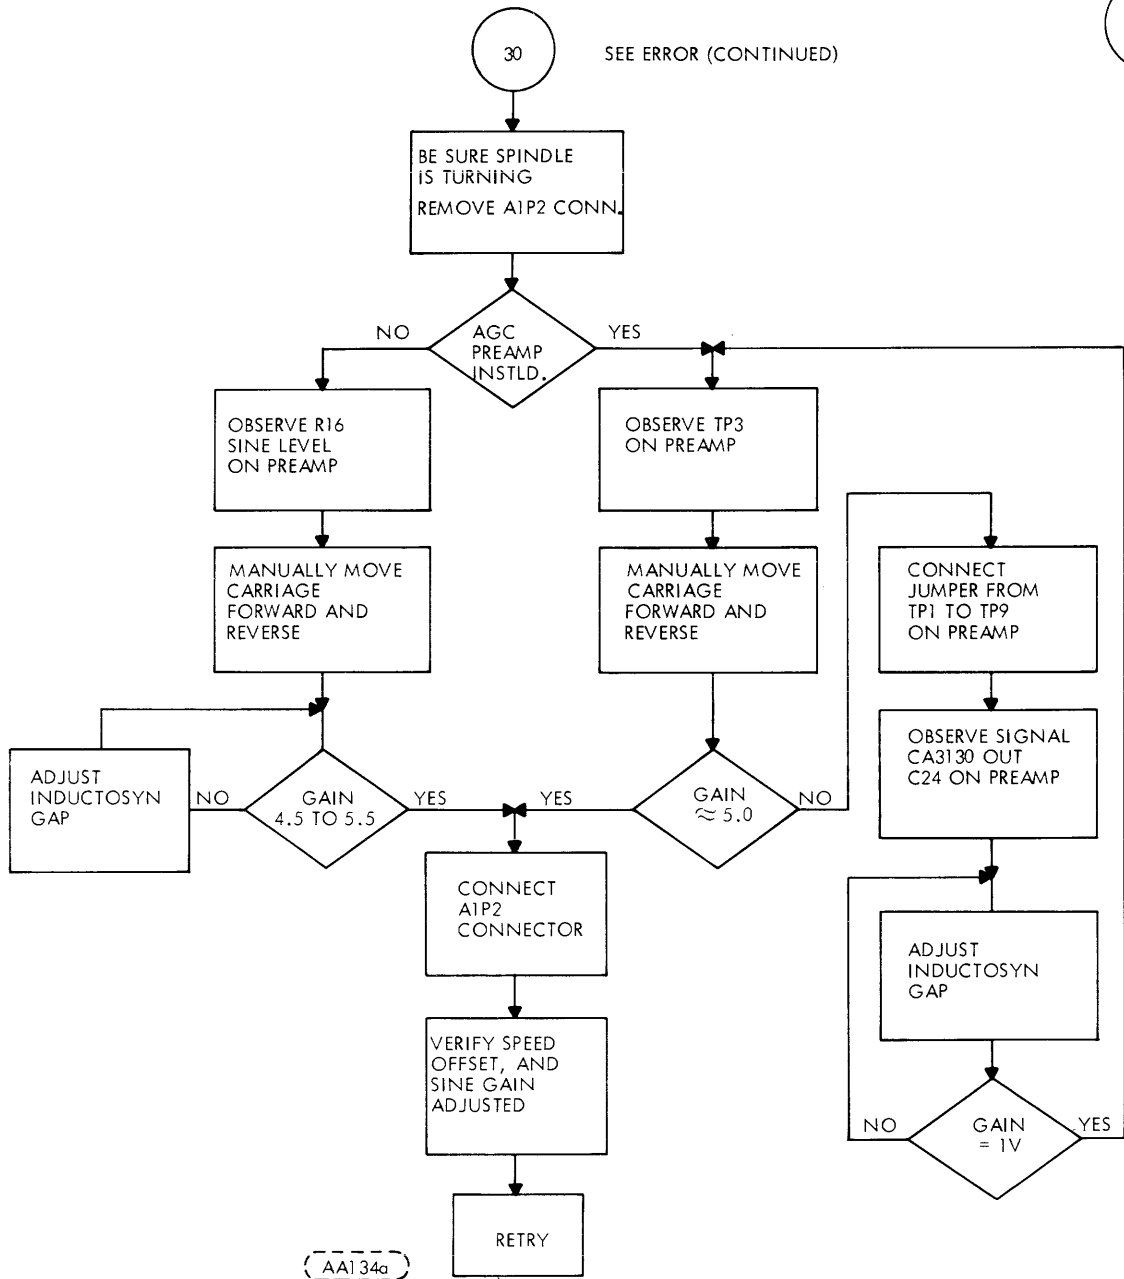 30
SEE ERROR (CONTINUED)
BE SURE SPINDLE
IS TURNING
REMOVE A1P2 CONN.
NO
AGC
PREAMP
INSTLD.
YES
OBSERVE R16
SINE LEVEL
ON PREAMP
OBSERVE TP3
ON PREAMP
MANUALLY MOVE
CARRIAGE
FORWARD AND
REVERSE
MANUALLY MOVE
CARRIAGE
FORWARD AND
REVERSE
CONNECT
JUMPER FROM
TP1 TO TP9
ON PREAMP
OBSERVE SIGNAL
CA3130 OUT
C24 ON PREAMP
ADJUST
INDUCTOSYN
GAP
NO
GAIN
4.5 TO 5.5
YES
YES
GAIN
≈ 5.0
NO
CONNECT
A1P2
CONNECTOR
ADJUST
INDUCTOSYN
GAP
VERIFY SPEED
OFFSET, AND
SINE GAIN
ADJUSTED
NO
GAIN
= 1V
YES
RETRY
AA134a